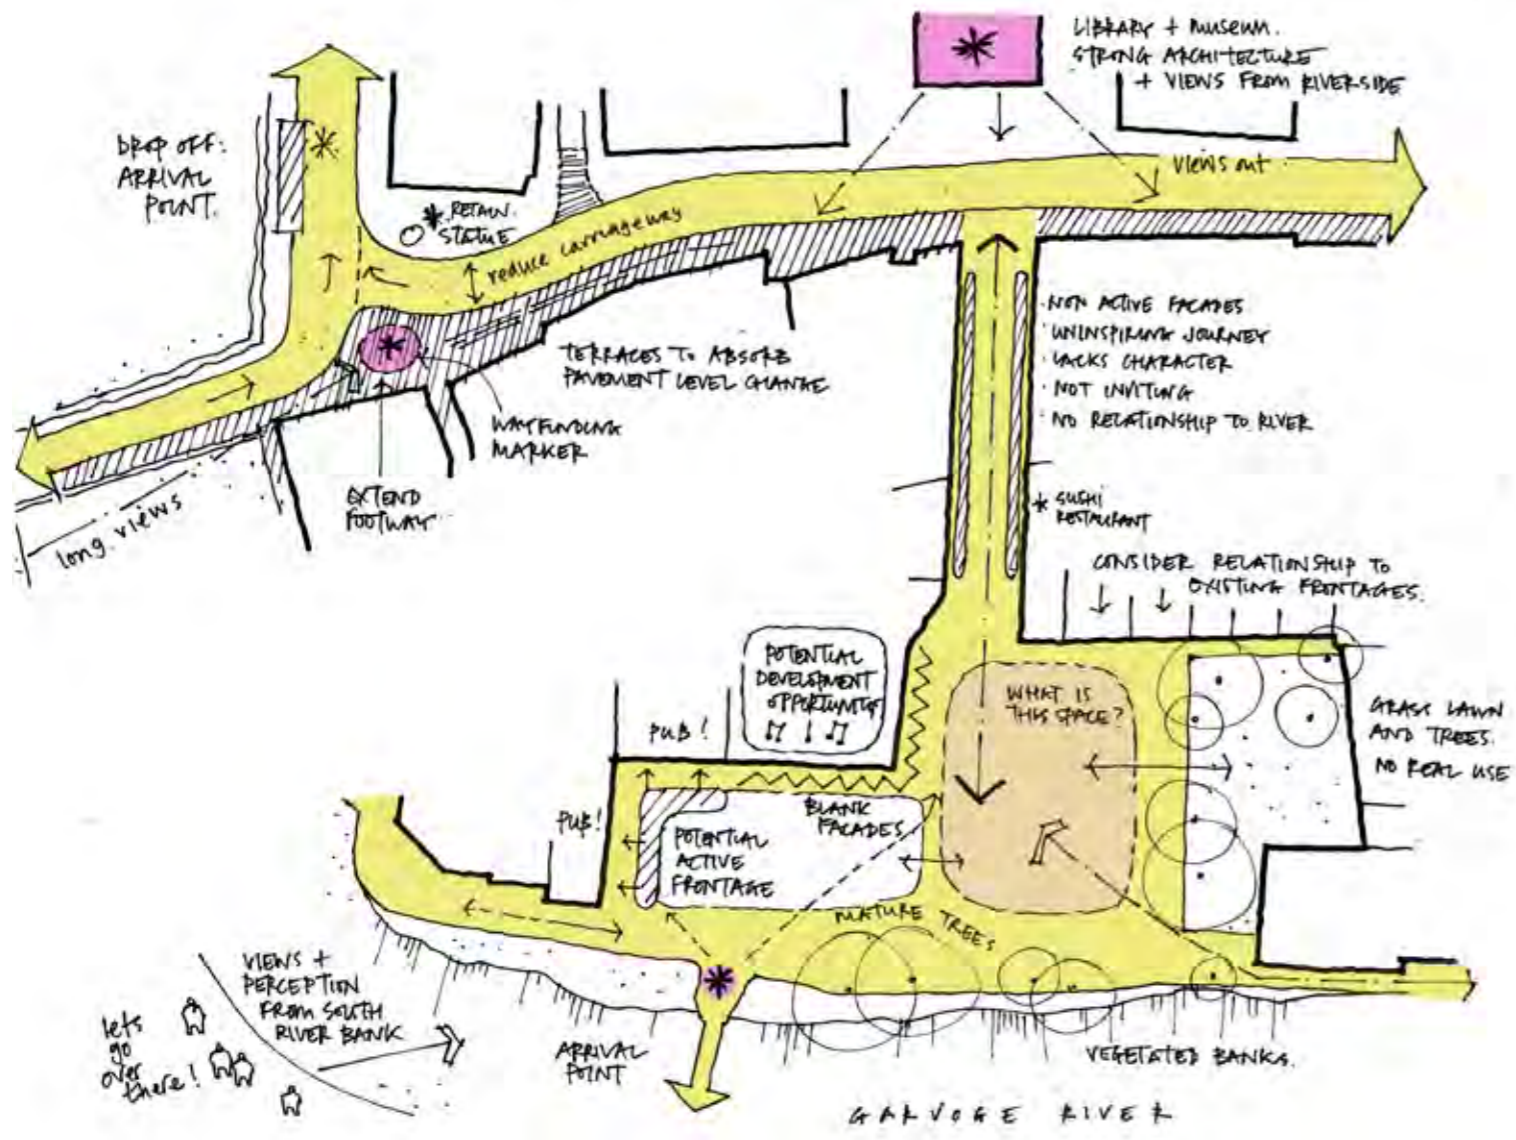 LIBRARY + MUSEUM.
STRONG ARCHITECTURE
+ VIEWS FROM RIVERSIDE
DROP OFF:
ARRIVAL
POINT.
VIEWS OUT
RETAIN
STATUE
reduce carriageway
NON ACTIVE FACADES
UNINSPIRING JOURNEY
LACKS CHARACTER
NOT INVITING
NO RELATIONSHIP TO RIVER
TERRACES TO ABSORB
PAVEMENT LEVEL CHANGE
WAYFINDING
MARKER
EXTEND
FOOTWAY
long views
SUSHI
RESTAURANT
CONSIDER RELATIONSHIP TO
EXISTING FRONTAGES.
POTENTIAL
DEVELOPMENT
OPPORTUNITY
PUB!
WHAT IS
THIS SPACE?
GRASS LAWN
AND TREES.
NO REAL USE
PUB!
BLANK
FACADES
POTENTIAL
ACTIVE
FRONTAGE
MATURE TREES
VIEWS +
PERCEPTION
FROM SOUTH
RIVER BANK
lets
go
over
there!
ARRIVAL
POINT
VEGETATED BANKS.
GARVOGE RIVER